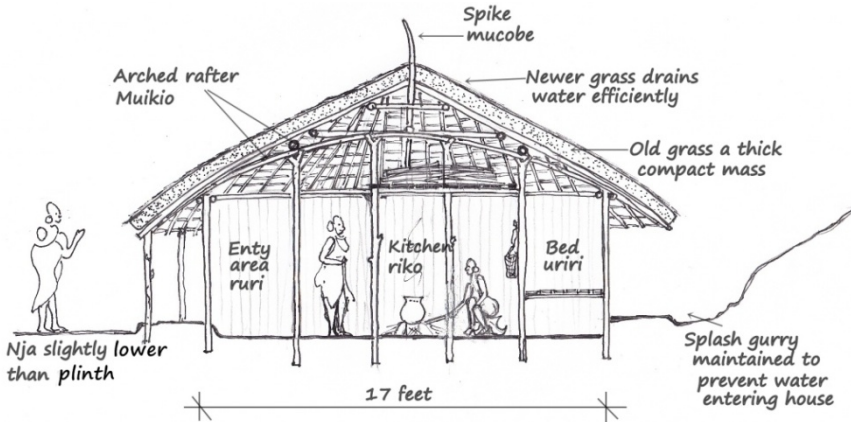 Spike
mucobe
Arched rafter
Muikio
Newer grass drains
water efficiently
Old grass a thick
compact mass
Enty
area
ruri
Kitchen
riko
Bed
uriri
Nja slightly lower
than plinth
Splash gurry
maintained to
prevent water
entering house
17 feet